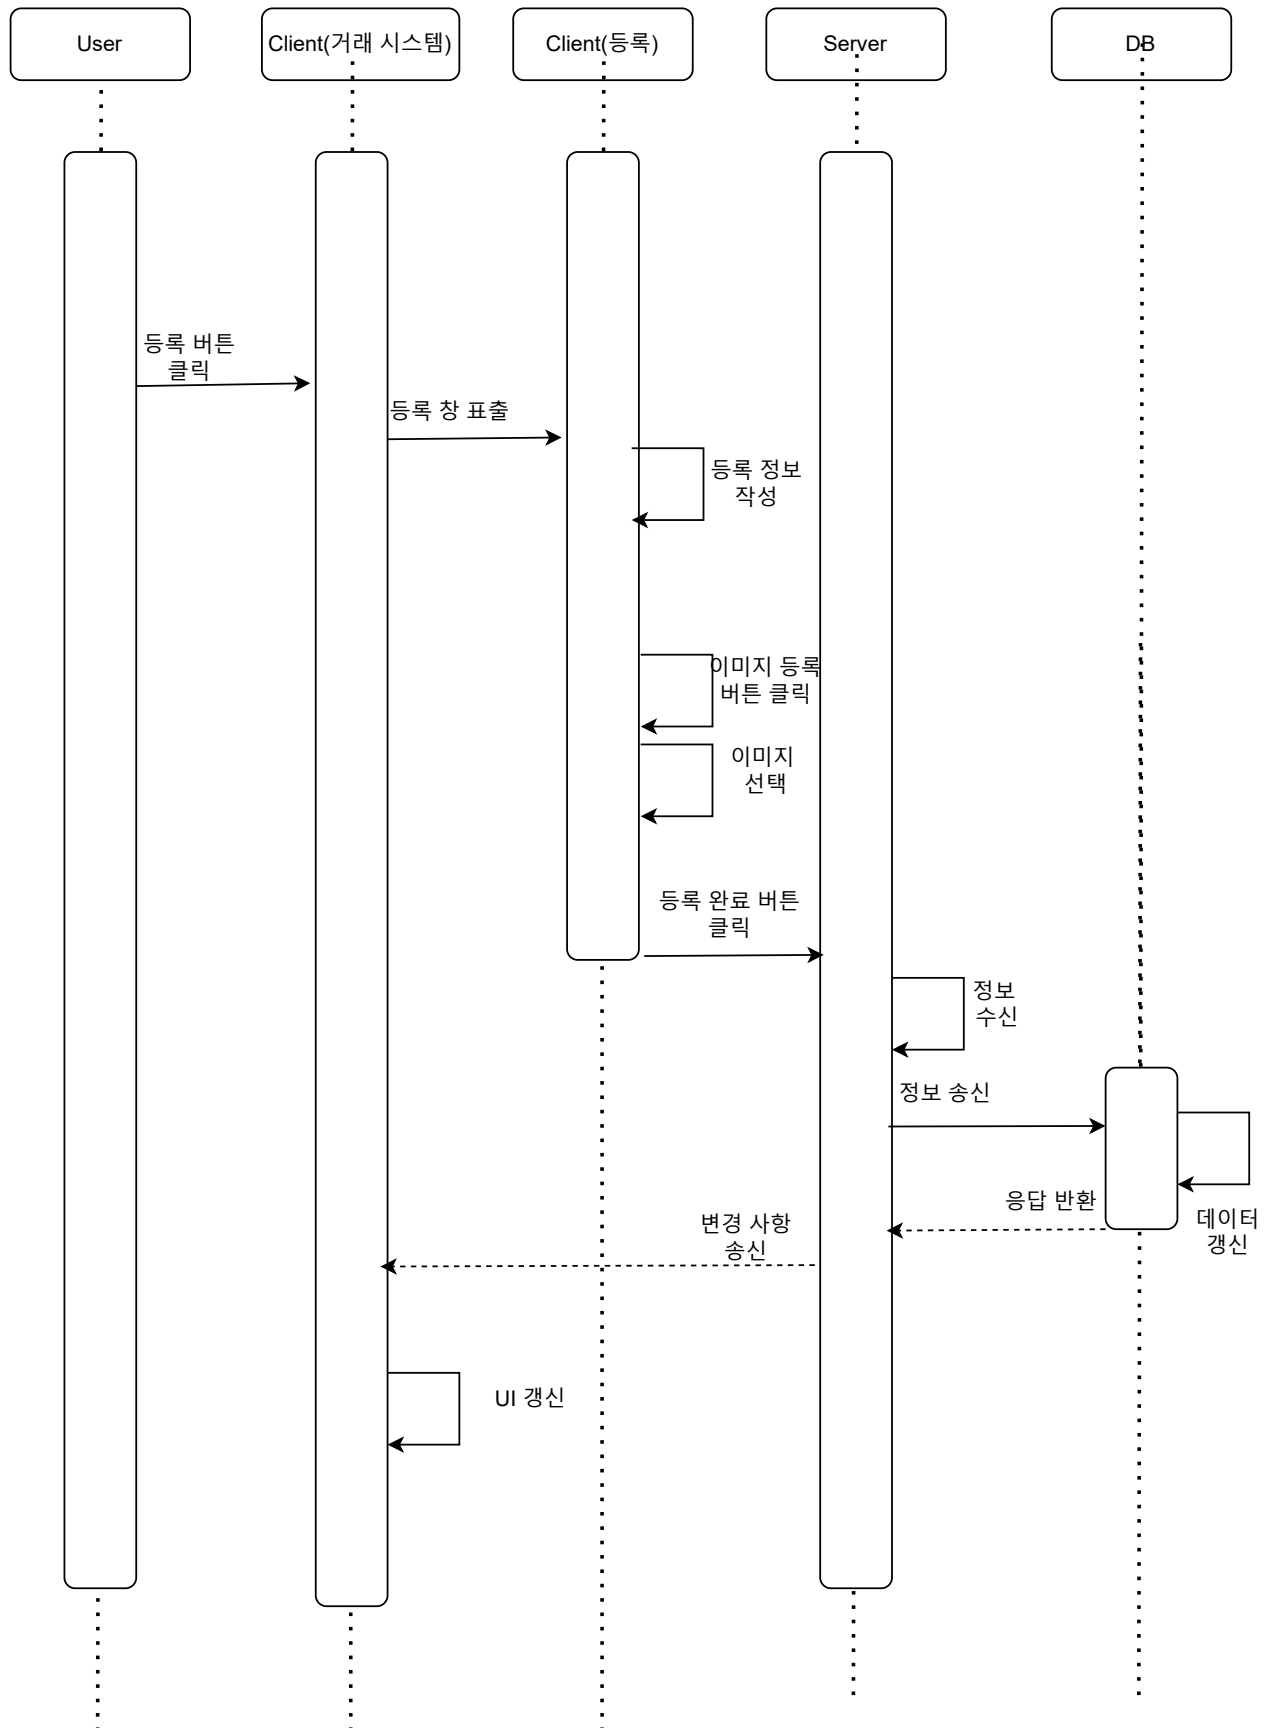 User
Client(거래 시스템)
Client(등록)
Server
DB
등록 버튼
클릭
등록 창 표출
등록 정보
작성
이미지 등록
버튼 클릭
이미지
선택
등록 완료 버튼
클릭
정보
수신
정보 송신
응답 반환
데이터
갱신
변경 사항
송신
UI 갱신